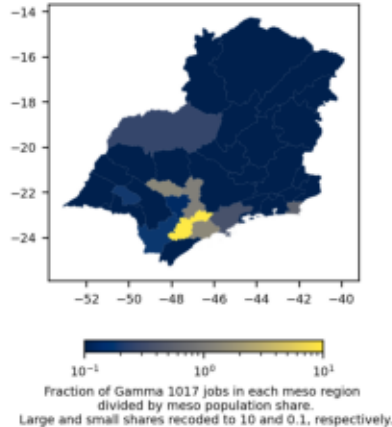 −14
−16
−18
−20
−22
−24
−52 −50 −48 −46 −44 −42 −40
10⁻¹ 10⁰ 10¹
Fraction of Gamma 1017 jobs in each meso region
divided by meso population share.
Large and small shares recoded to 10 and 0.1, respectively